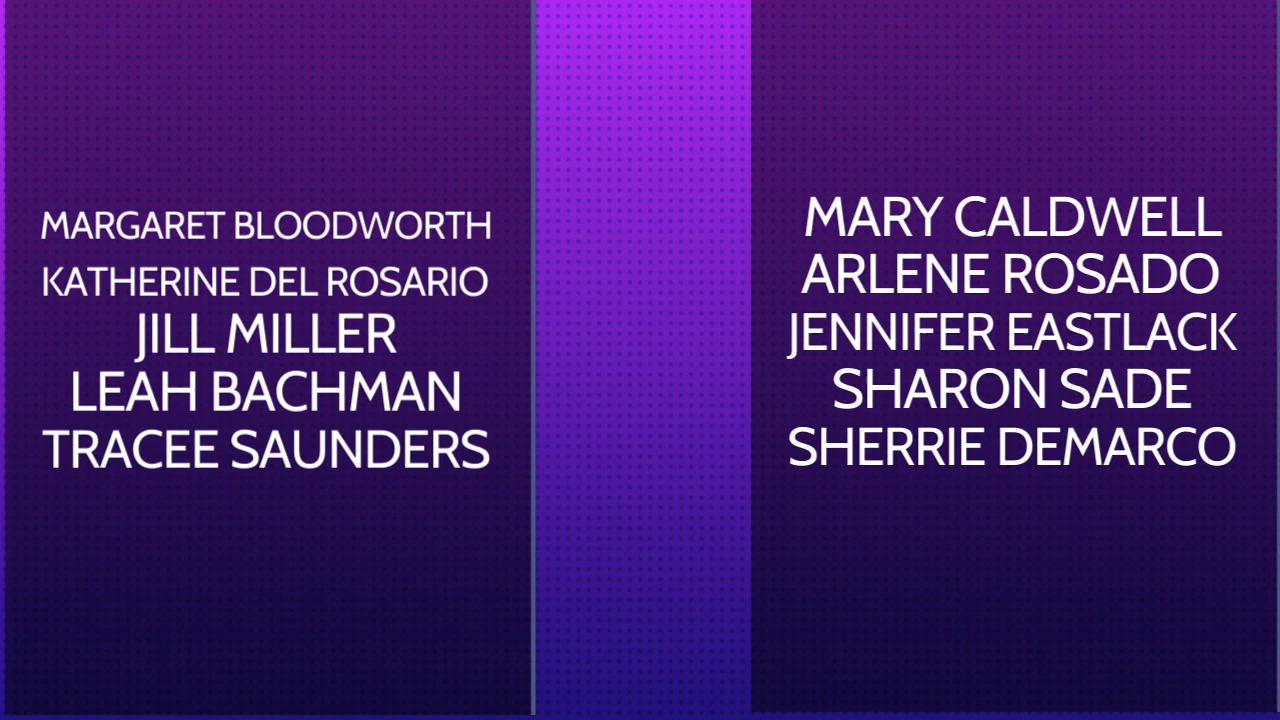 MARGARET BLOODWORTH
KATHERINE DEL ROSARIO
JILL MILLER
LEAH BACHMAN
TRACEE SAUNDERS
MARY CALDWELL
ARLENE ROSADO
JENNIFER EASTLACK
SHARON SADE
SHERRIE DEMARCO